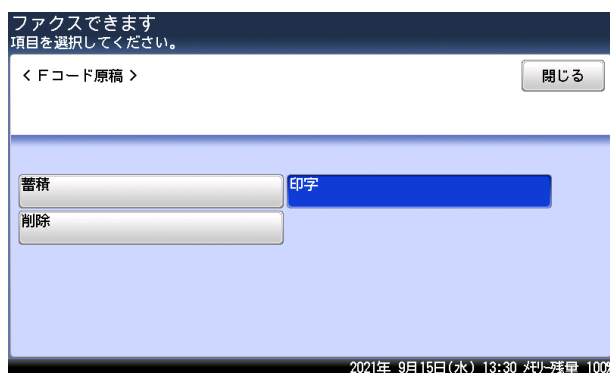 ファクスできます
項目を選択してください。
＜Ｆコード原稿＞
閉じる
蓄積
印字
削除
2021年 9月15日(水) 13:30 ﾒﾓﾘｰ残量 100%